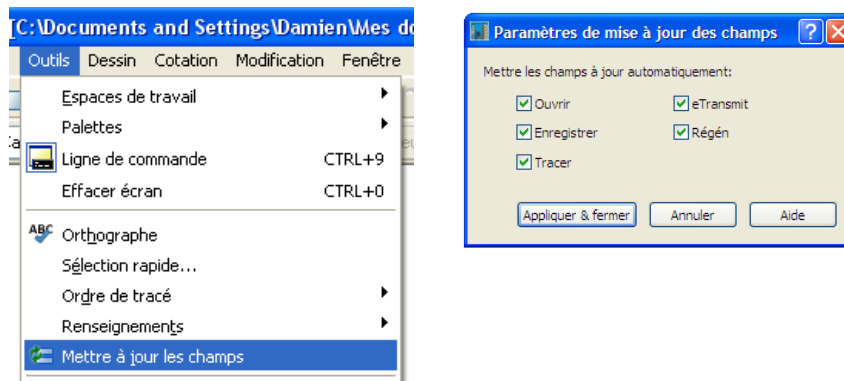 [C:\Documents and Settings\Damien\Mes do
Outils Dessin Cotation Modification Fenêtre
Espaces de travail
Palettes
Ligne de commande CTRL+9
Effacer écran CTRL+0
ABC Orthographe
Sélection rapide...
Ordre de tracé
Renseignements
Mettre à jour les champs
Paramètres de mise à jour des champs
Mettre les champs à jour automatiquement:
Ouvrir eTransmit
Enregistrer Régén
Tracer
Appliquer & fermer Annuler Aide